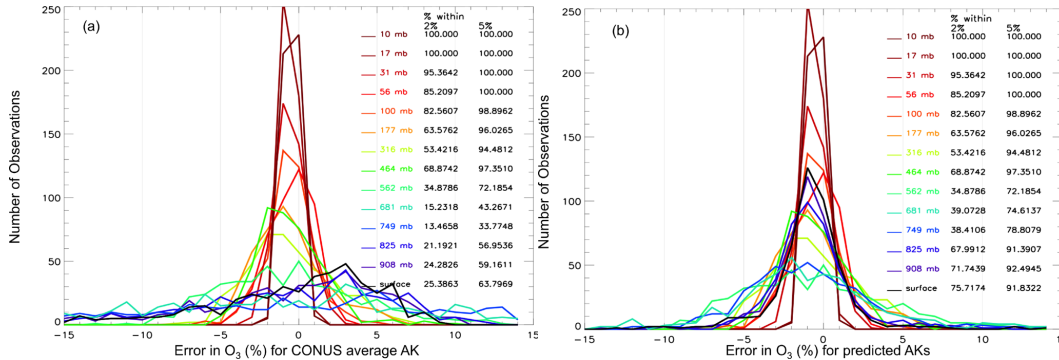 (a)
% within
2% 5%
10 mb 100.000 100.000
17 mb 100.000 100.000
31 mb 95.3642 100.000
56 mb 85.2097 100.000
100 mb 82.5607 98.8962
177 mb 63.5762 96.0265
316 mb 53.4216 94.4812
464 mb 68.8742 97.3510
562 mb 34.8786 72.1854
681 mb 15.2318 43.2671
749 mb 13.4658 33.7748
825 mb 21.1921 56.9536
908 mb 24.2826 59.1611
surface 25.3863 63.7969
Number of Observations
250
200
150
100
50
0
−15 −10 −5 0 5 10 15
Error in O3 (%) for CONUS average AK
(b)
% within
2% 5%
10 mb 100.000 100.000
17 mb 100.000 100.000
31 mb 95.3642 100.000
56 mb 85.2097 100.000
100 mb 82.5607 98.8962
177 mb 63.5762 96.0265
316 mb 53.4216 94.4812
464 mb 68.8742 97.3510
562 mb 34.8786 72.1854
681 mb 39.0728 74.6137
749 mb 38.4106 78.8079
825 mb 67.9912 91.3907
908 mb 71.7439 92.4945
surface 75.7174 91.8322
Number of Observations
250
200
150
100
50
0
−15 −10 −5 0 5 10
Error in O3 (%) for predicted AKs